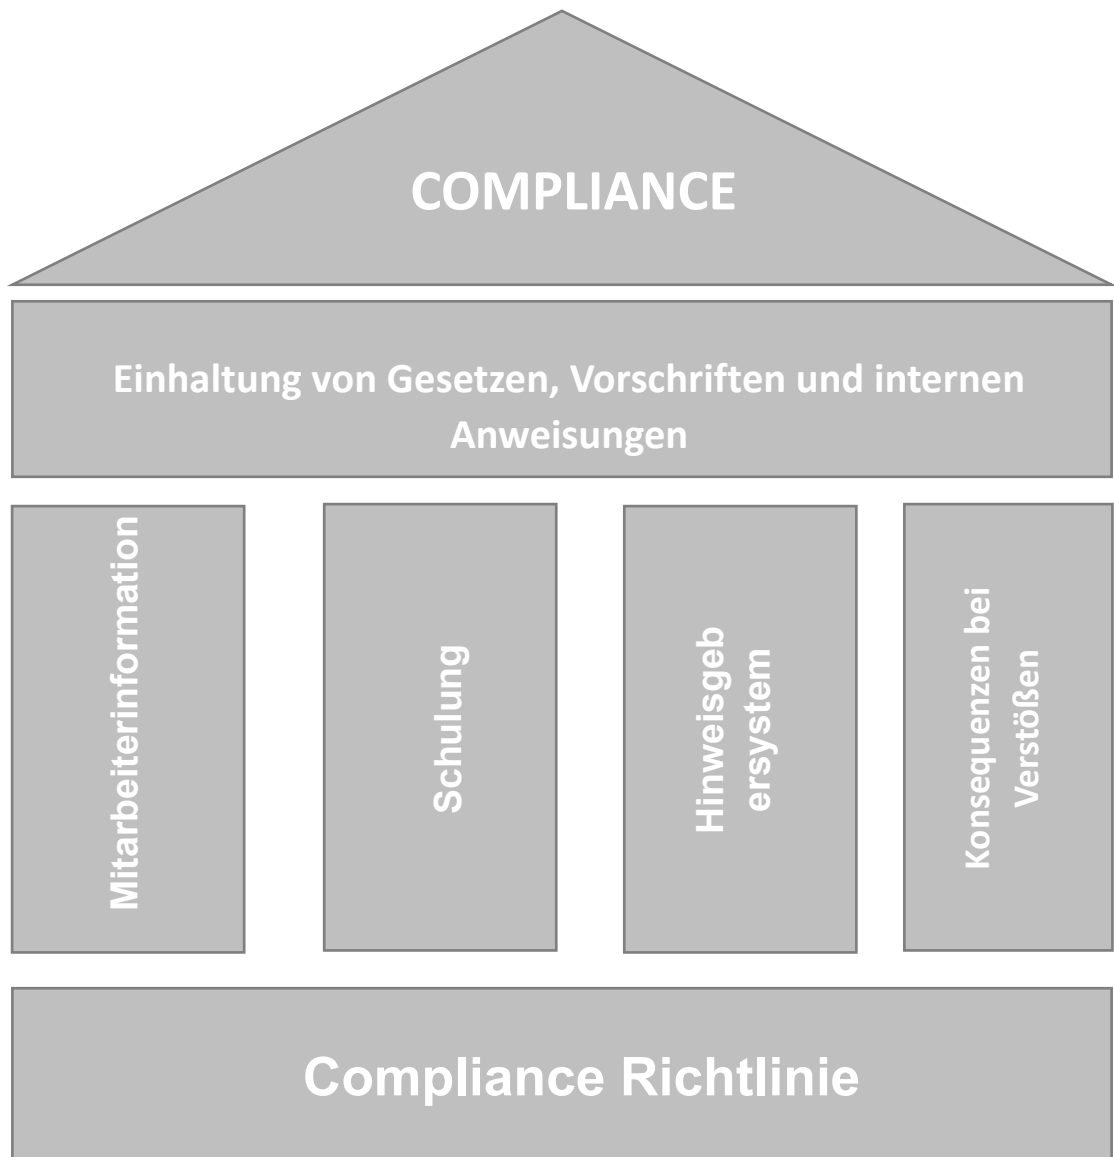 COMPLIANCE
Einhaltung von Gesetzen, Vorschriften und internen
Anweisungen
Mitarbeiterinformation
Schulung
Hinweisgeb
ersystem
Konsequenzen bei
Verstößen
Compliance Richtlinie